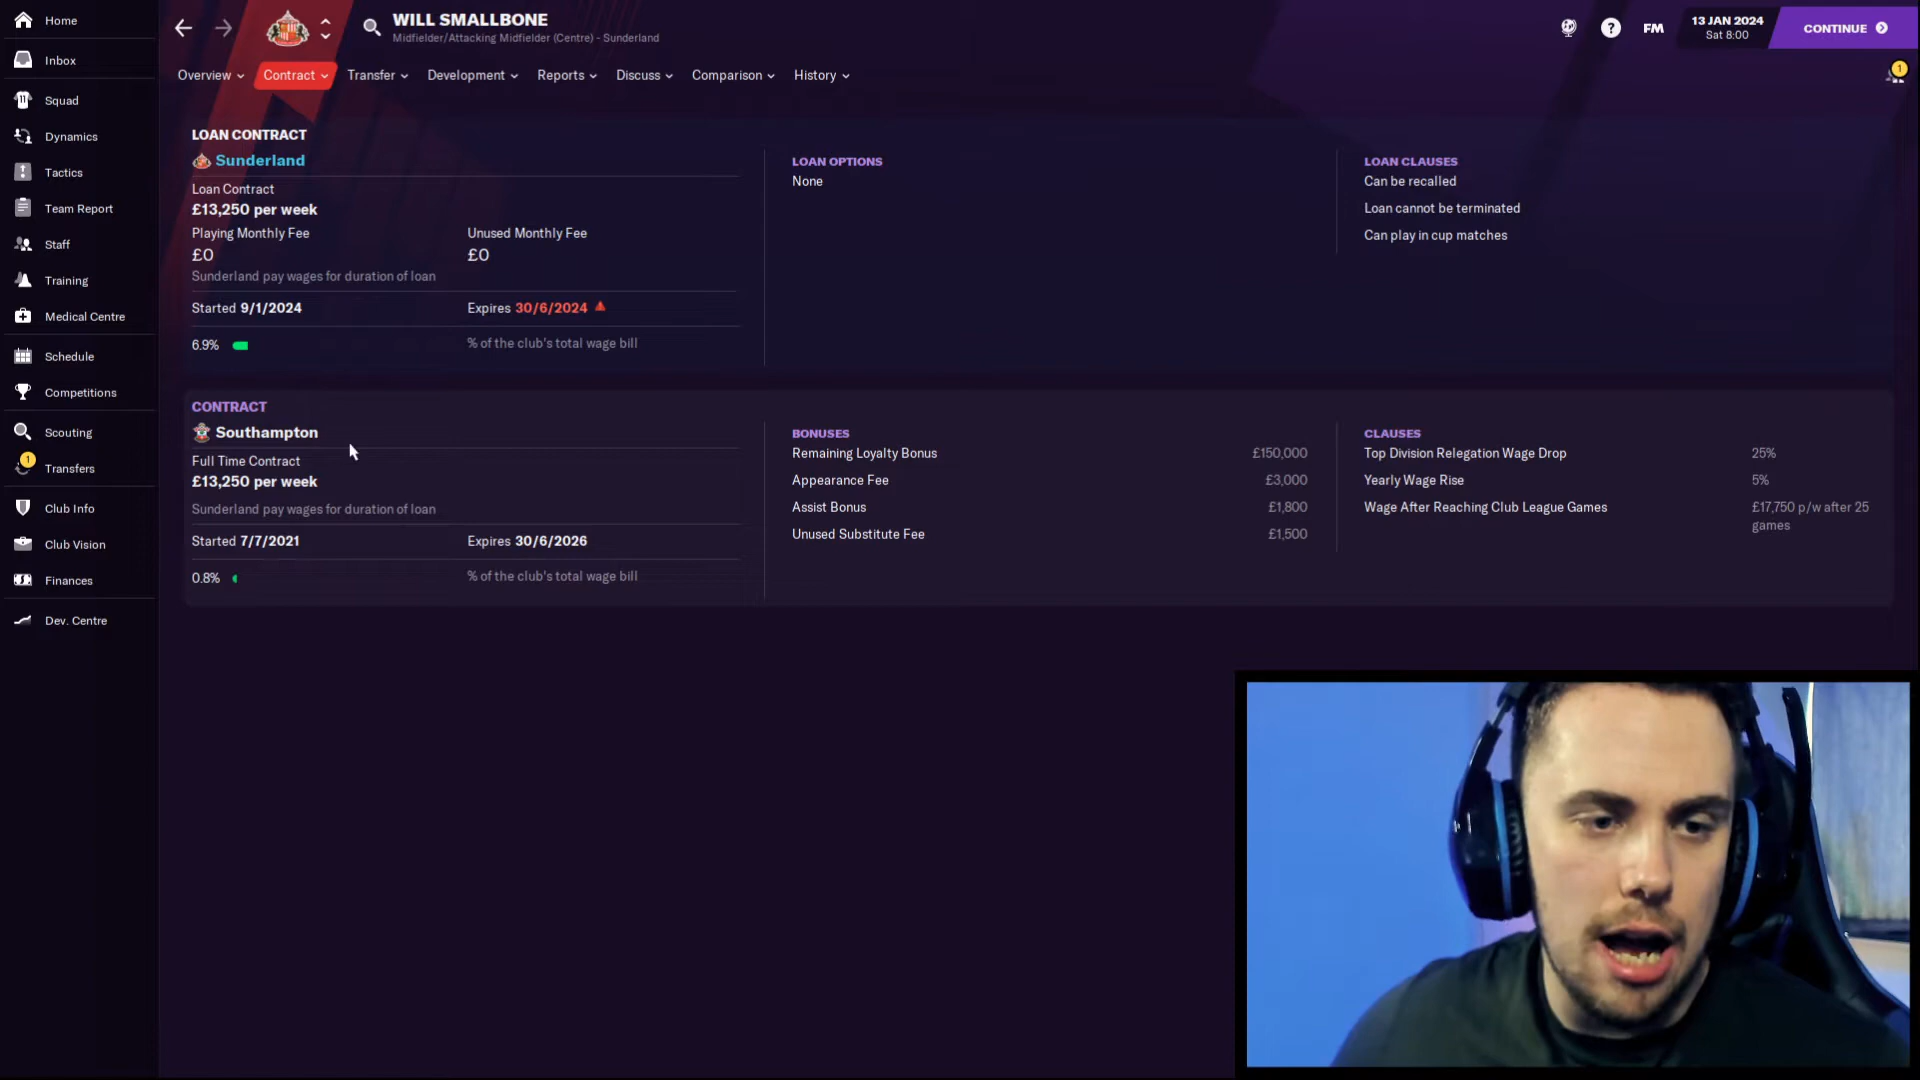 Home
Inbox
Squad
Dynamics
Tactics
Team Report
Staff
Training
Medical Centre
Schedule
Competitions
Scouting
1
Transfers
Club Info
Club Vision
Finances
Dev. Centre
WILL SMALLBONE
Midfielder/Attacking Midfielder (Centre) - Sunderland
?
FM
13 JAN 2024
Sat 8:00
CONTINUE
Overview
Contract
Transfer
Development
Reports
Discuss
Comparison
History
1
LOAN CONTRACT
Sunderland
Loan Contract
£13,250 per week
Playing Monthly Fee
Unused Monthly Fee
£0
£0
Sunderland pay wages for duration of loan
Started 9/1/2024
Expires 30/6/2024
6.9%
% of the club's total wage bill
LOAN OPTIONS
None
LOAN CLAUSES
Can be recalled
Loan cannot be terminated
Can play in cup matches
CONTRACT
Southampton
Full Time Contract
£13,250 per week
Sunderland pay wages for duration of loan
Started 7/7/2021
Expires 30/6/2026
0.8%
% of the club's total wage bill
BONUSES
Remaining Loyalty Bonus £150,000
Appearance Fee £3,000
Assist Bonus £1,800
Unused Substitute Fee £1,500
CLAUSES
Top Division Relegation Wage Drop 25%
Yearly Wage Rise 5%
Wage After Reaching Club League Games £17,750 p/w after 25
games